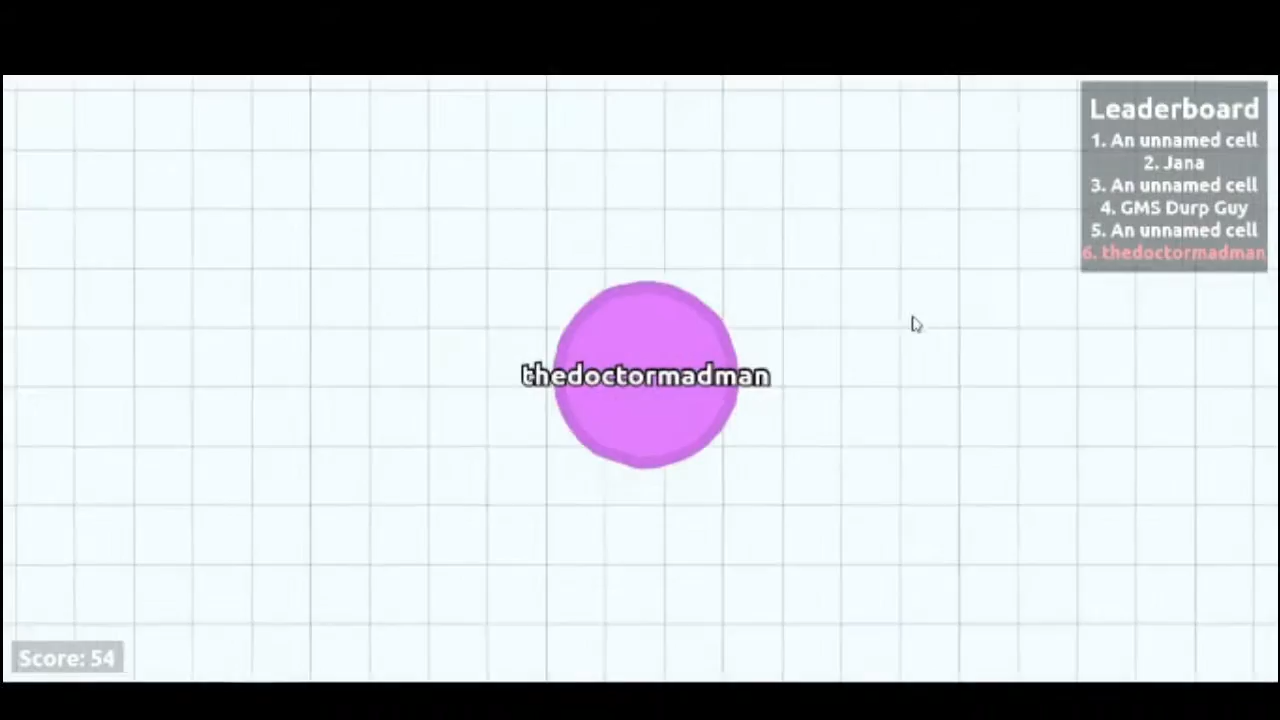 Leaderboard
1. An unnamed cell
2. Jana
3. An unnamed cell
4. GMS Durp Guy
5. An unnamed cell
6. thedoctormadman
thedoctormadman
Score: 54